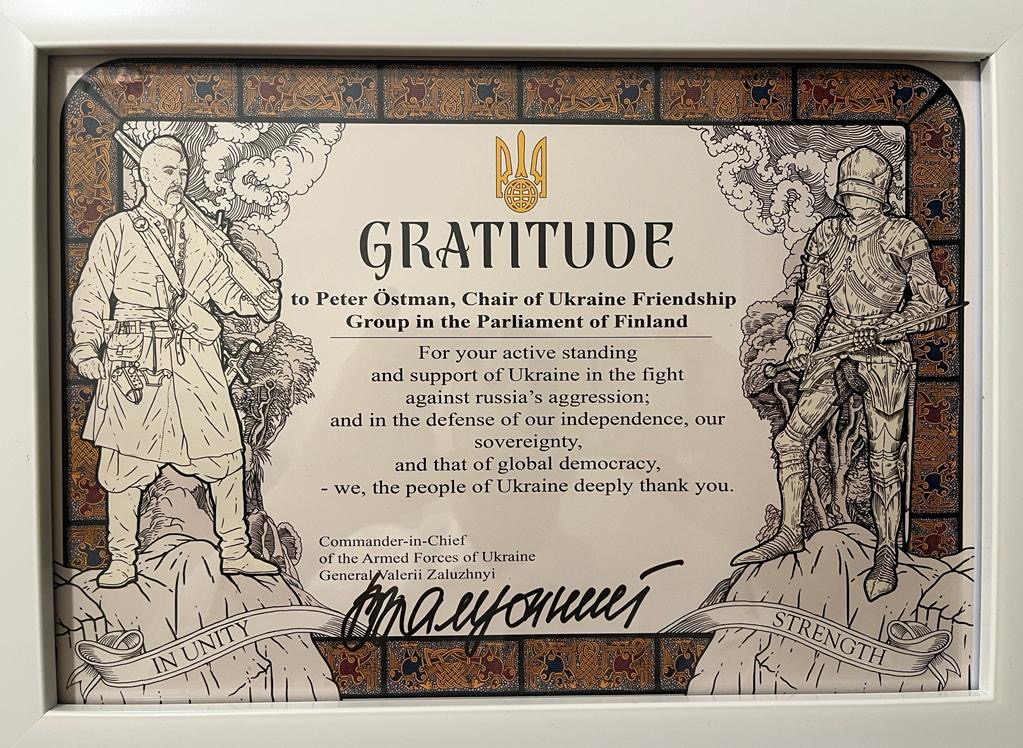 GRATITUDE
to Peter Östman, Chair of Ukraine Friendship
Group in the Parliament of Finland
For your active standing
and support of Ukraine in the fight
against russia's aggression;
and in the defense of our independence, our
sovereignty,
and that of global democracy,
- we, the people of Ukraine deeply thank you.
Commander-in-Chief
of the Armed Forces of Ukraine
General Valerii Zaluzhnyi
IN UNITY
STRENGTH